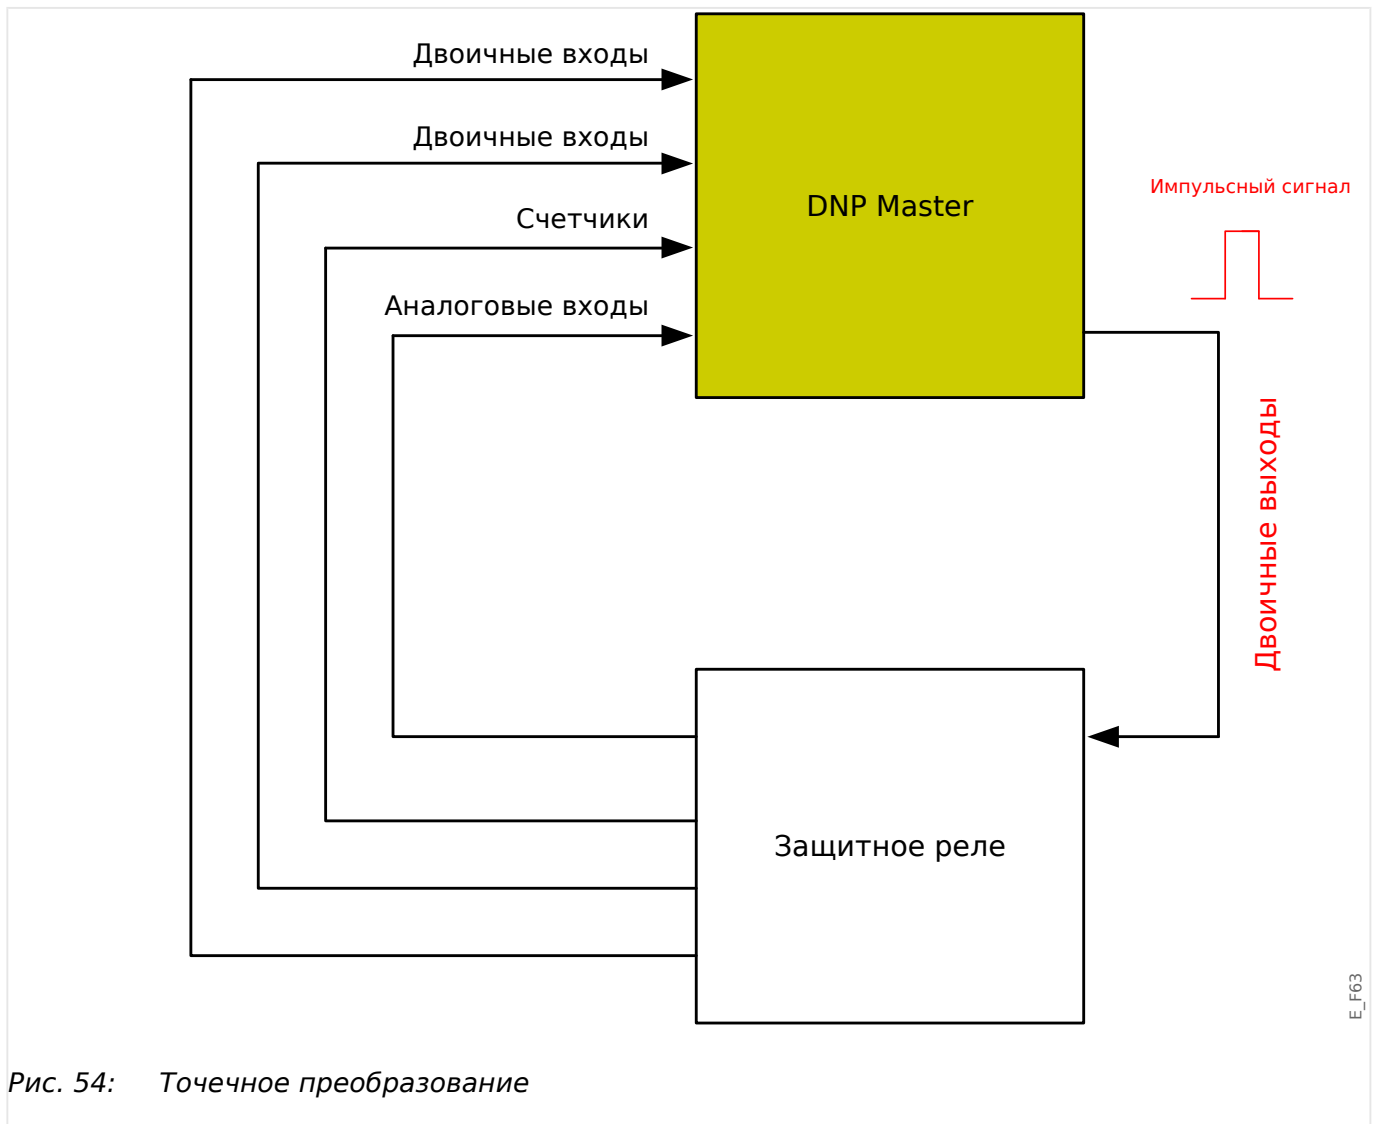 Двоичные входы
Двоичные входы
Счетчики
Аналоговые входы
DNP Master
Импульсный сигнал
Двоичные выходы
Защитное реле
E_F63
Рис. 54: Точечное преобразование